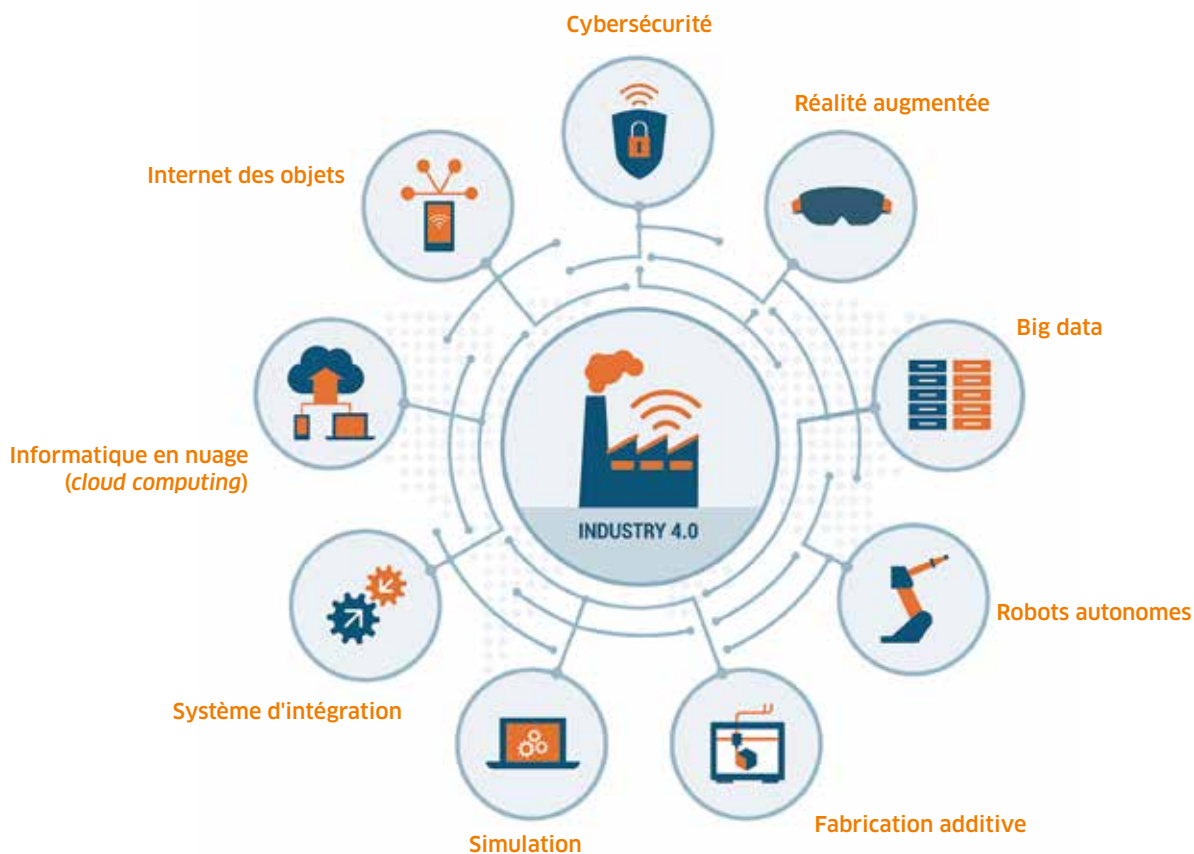 Cybersécurité
Réalité augmentée
Internet des objets
Big data
Informatique en nuage
(cloud computing)
INDUSTRY 4.0
Robots autonomes
Système d'intégration
Fabrication additive
Simulation